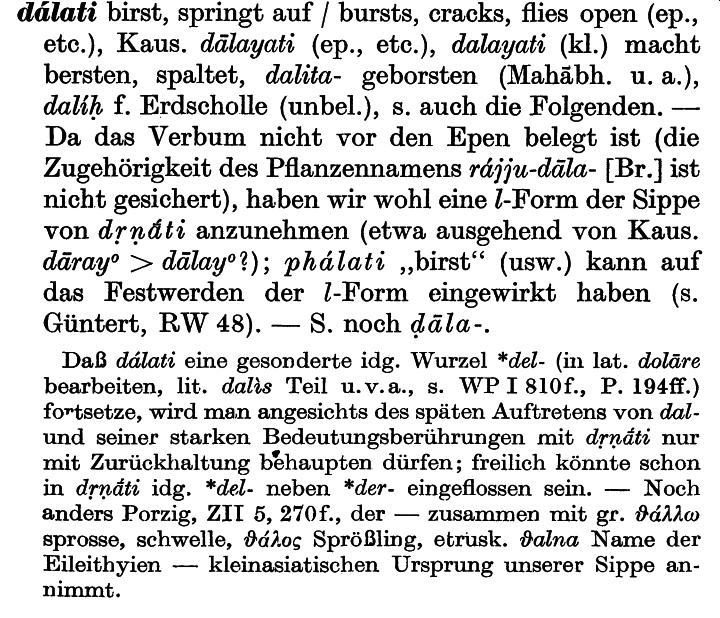 dálati birst, springt auf / bursts, cracks, flies open (ep.,
etc.), Kaus. dālayati (ep., etc.), dalayati (kl.) macht
bersten, spaltet, dalita- geborsten (Mahābh. u. a.),
dalíḥ f. Erdscholle (unbel.), s. auch die Folgenden. —
Da das Verbum nicht vor den Epen belegt ist (die
Zugehörigkeit des Pflanzennamens rájju-dāla- [Br.] ist
nicht gesichert), haben wir wohl eine l-Form der Sippe
von dṛṇā́ti anzunehmen (etwa ausgehend von Kaus.
dārayº > dālayº?); phálati „birst“ (usw.) kann auf
das Festwerden der l-Form eingewirkt haben (s.
Güntert, RW 48). — S. noch ḍāla-.
Daß dálati eine gesonderte idg. Wurzel *del- (in lat. dolāre
bearbeiten, lit. dalìs Teil u.v.a., s. WP I 810f., P. 194ff.)
fortsetze, wird man angesichts des späten Auftretens von dal-
und seiner starken Bedeutungsberührungen mit dṛṇā́ti nur
mit Zurückhaltung behaupten dürfen; freilich könnte schon
in dṛṇā́ti idg. *del- neben *der- eingeflossen sein. — Noch
anders Porzig, ZII 5, 270f., der — zusammen mit gr. ϑάλλω
sprosse, schwelle, ϑάλος Sprößling, etrusk. ϑalna Name der
Eileithyien — kleinasiatischen Ursprung unserer Sippe an-
nimmt.